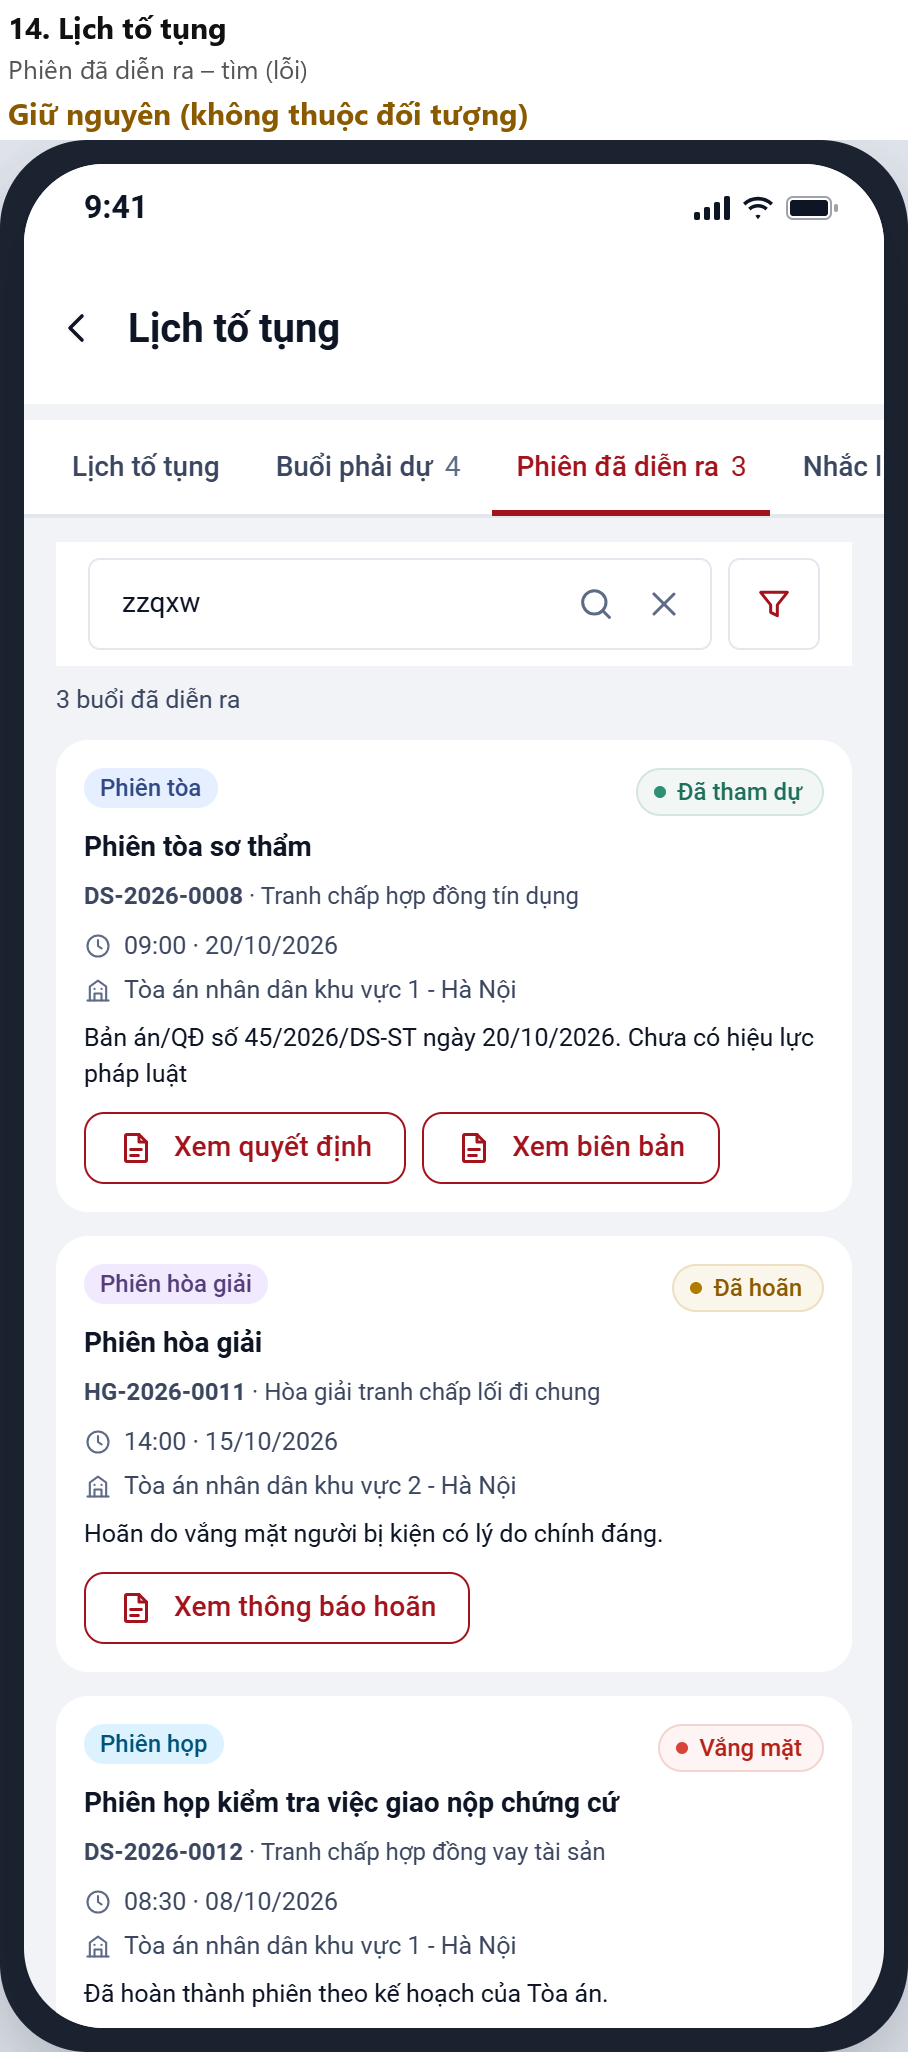 14. Lịch tố tụng
Phiên đã diễn ra – tìm (lỗi)
Giữ nguyên (không thuộc đối tượng)
9:41
Lịch tố tụng
Lịch tố tụng Buổi phải dự 4 Phiên đã diễn ra 3 Nhắc l
zzqxw
3 buổi đã diễn ra
Phiên tòa Đã tham dự
Phiên tòa sơ thẩm
DS-2026-0008 · Tranh chấp hợp đồng tín dụng
09:00 · 20/10/2026
Tòa án nhân dân khu vực 1 - Hà Nội
Bản án/QĐ số 45/2026/DS-ST ngày 20/10/2026. Chưa có hiệu lực
pháp luật
Xem quyết định Xem biên bản
Phiên hòa giải Đã hoãn
Phiên hòa giải
HG-2026-0011 · Hòa giải tranh chấp lối đi chung
14:00 · 15/10/2026
Tòa án nhân dân khu vực 2 - Hà Nội
Hoãn do vắng mặt người bị kiện có lý do chính đáng.
Xem thông báo hoãn
Phiên họp Vắng mặt
Phiên họp kiểm tra việc giao nộp chứng cứ
DS-2026-0012 · Tranh chấp hợp đồng vay tài sản
08:30 · 08/10/2026
Tòa án nhân dân khu vực 1 - Hà Nội
Đã hoàn thành phiên theo kế hoạch của Tòa án.